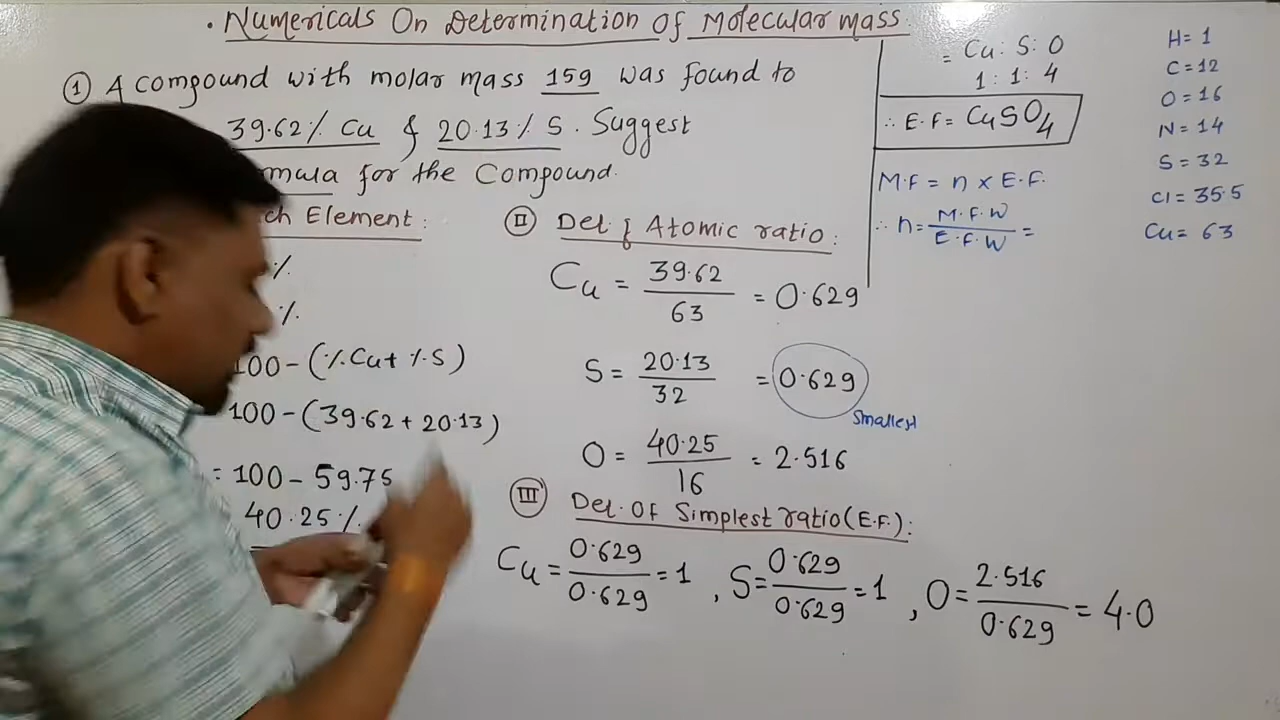 • Numericals On Determination Of Molecular mass.
① A compound with molar mass 159 was found to
39.62% Cu & 20.13% S. Suggest
for the Compound.
Element:
%
%
100 - (%Cu + %S)
100 - (39.62 + 20.13)
= 100 - 59.75
40.25%
Ⅱ Det. of Atomic ratio:
Cu = 39.62 / 63 = 0.629
S = 20.13 / 32 = 0.629
Smallest
O = 40.25 / 16 = 2.516
Ⅲ Det. Of Simplest ratio (E.F.):
Cu = 0.629 / 0.629 = 1 , S = 0.629 / 0.629 = 1 , O = 2.516 / 0.629 = 4.0
= Cu : S : O
1 : 1 : 4
∴ E.F = CuSO4
M.F = n × E.F.
∴ n = M.F.W / E.F.W =
H = 1
C = 12
O = 16
N = 14
S = 32
Cl = 35.5
Cu = 63